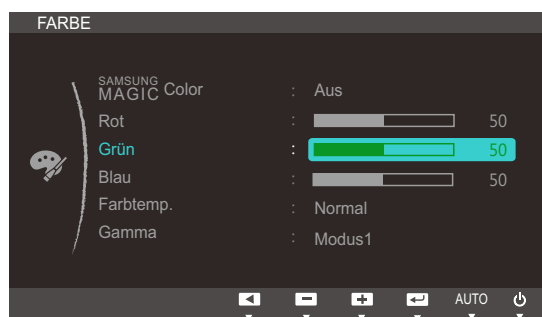 FARBE
SAMSUNG MAGIC Color : Aus
Rot : 50
Grün : 50
Blau : 50
Farbtemp. : Normal
Gamma : Modus1
AUTO